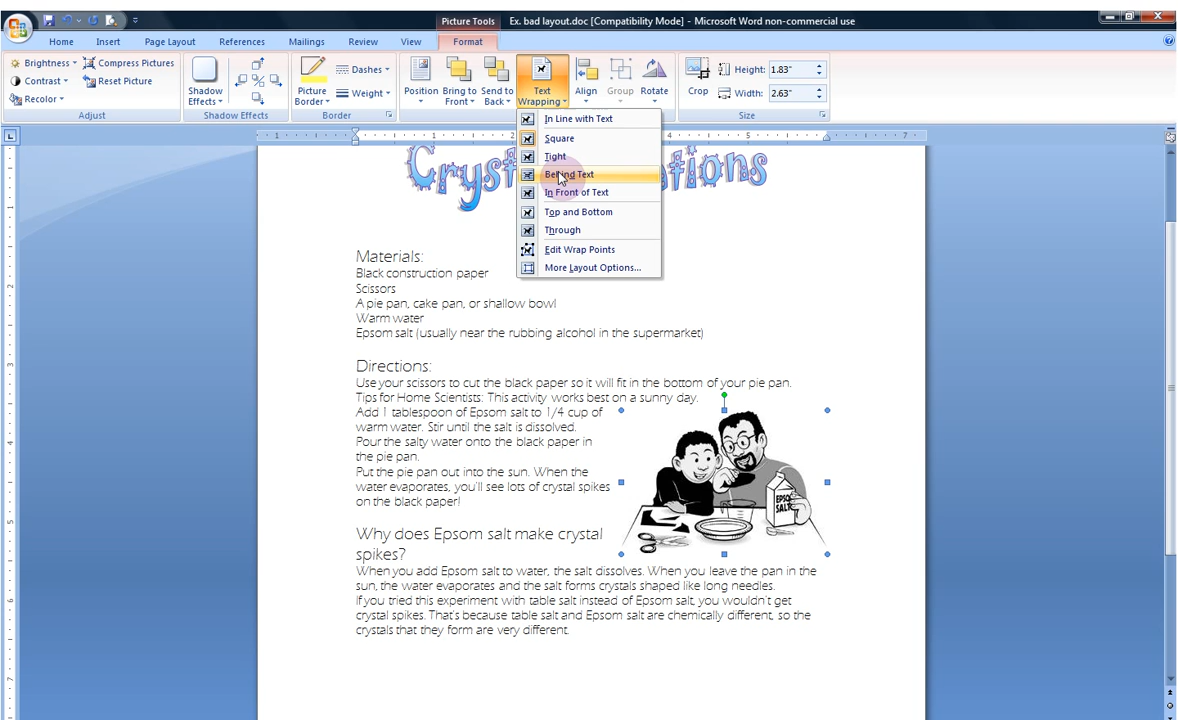 Picture Tools
Ex. bad layout.doc [Compatibility Mode] - Microsoft Word non-commercial use
Home Insert Page Layout References Mailings Review View Format
Brightness
Compress Pictures
Contrast
Reset Picture
Recolor
Adjust
Shadow Effects
Shadow Effects
Picture Border
Dashes
Weight
Border
Position
Bring to Front
Send to Back
Text Wrapping
Align
Group
Rotate
Crop
Height: 1.83"
Width: 2.63"
Size
In Line with Text
Square
Tight
Behind Text
In Front of Text
Top and Bottom
Through
Edit Wrap Points
More Layout Options...
Materials:
Black construction paper
Scissors
A pie pan, cake pan, or shallow bowl
Warm water
Epsom salt (usually near the rubbing alcohol in the supermarket)
Directions:
Use your scissors to cut the black paper so it will fit in the bottom of your pie pan.
Tips for Home Scientists: This activity works best on a sunny day.
Add 1 tablespoon of Epsom salt to 1/4 cup of
warm water. Stir until the salt is dissolved.
Pour the salty water onto the black paper in
the pie pan.
Put the pie pan out into the sun. When the
water evaporates, you'll see lots of crystal spikes
on the black paper!
EPSOM
SALT
Why does Epsom salt make crystal
spikes?
When you add Epsom salt to water, the salt dissolves. When you leave the pan in the
sun, the water evaporates and the salt forms crystals shaped like long needles.
If you tried this experiment with table salt instead of Epsom salt, you wouldn't get
crystal spikes. That's because table salt and Epsom salt are chemically different, so the
crystals that they form are very different.